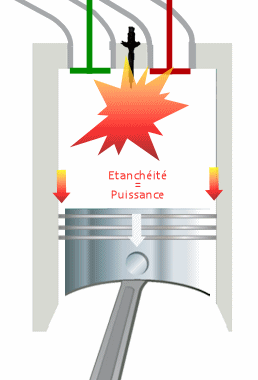 Etanchéité
=
Puissance